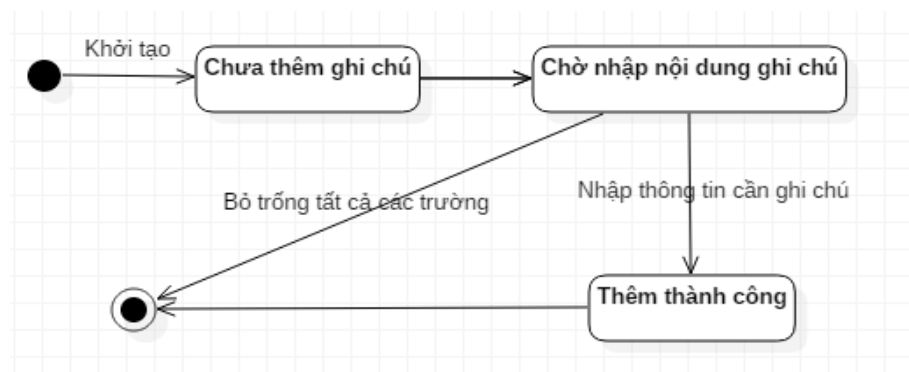 Khởi tạo
Chưa thêm ghi chú
Chờ nhập nội dung ghi chú
Bỏ trống tất cả các trường
Nhập thông tin cần ghi chú
Thêm thành công